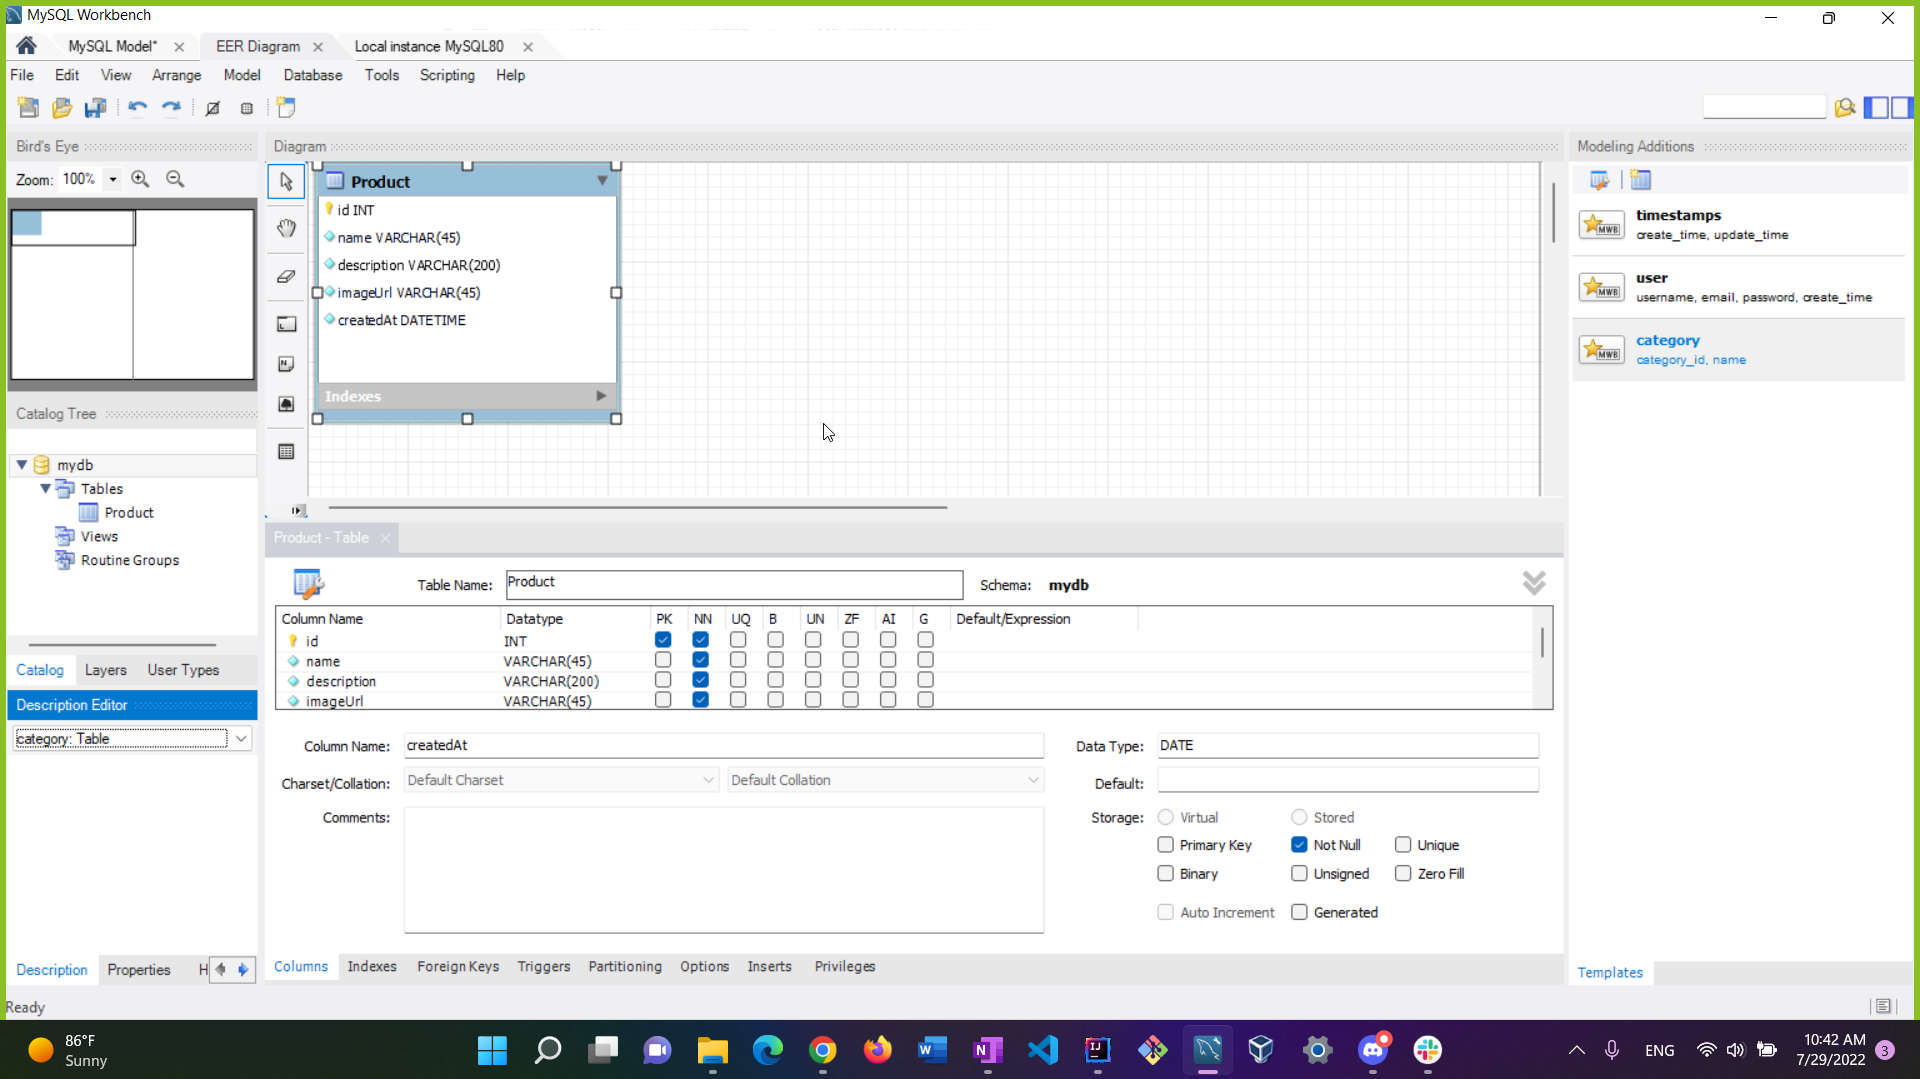 MySQL Workbench
MySQL Model*
EER Diagram
Local instance MySQL80
File Edit View Arrange Model Database Tools Scripting Help
Bird's Eye
Zoom: 100%
Catalog Tree
mydb
Tables
Product
Views
Routine Groups
Catalog Layers User Types
Description Editor
category: Table
Description Properties H
Ready
Diagram
Product
id INT
name VARCHAR(45)
description VARCHAR(200)
imageUrl VARCHAR(45)
createdAt DATETIME
Indexes
Product - Table
Table Name: Product Schema: mydb
Column Name Datatype PK NN UQ B UN ZF AI G Default/Expression
id INT
name VARCHAR(45)
description VARCHAR(200)
imageUrl VARCHAR(45)
Column Name: createdAt Data Type: DATE
Charset/Collation: Default Charset Default Collation Default:
Comments: Storage: Virtual Stored
Primary Key Not Null Unique
Binary Unsigned Zero Fill
Auto Increment Generated
Columns Indexes Foreign Keys Triggers Partitioning Options Inserts Privileges
Modeling Additions
MWB
timestamps
create_time, update_time
MWB
user
username, email, password, create_time
MWB
category
category_id, name
Templates
86°F
Sunny
W
N
IJ
ENG
10:42 AM
7/29/2022
3